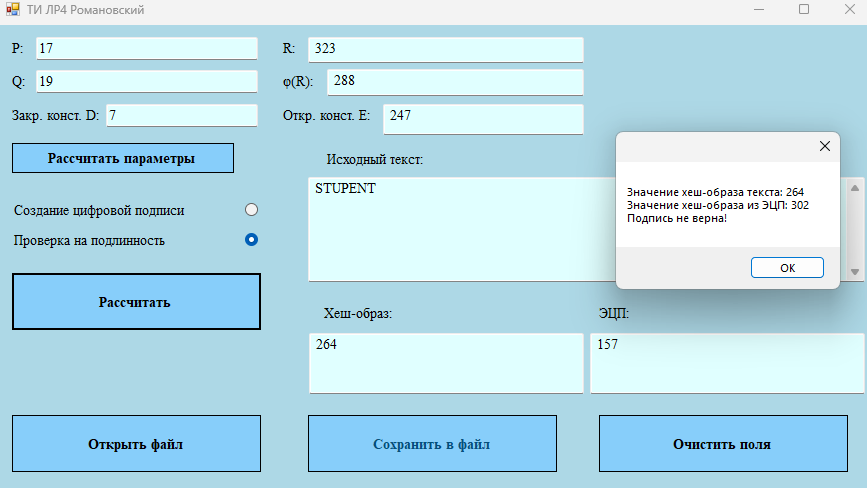 ТИ ЛР4 Романовский
P: 17
R: 323
Q: 19
φ(R): 288
Закр. конст. D: 7
Откр. конст. E: 247
Рассчитать параметры
Исходный текст:
STUPENT
Создание цифровой подписи
Проверка на подлинность
Значение хеш-образа текста: 264
Значение хеш-образа из ЭЦП: 302
Подпись не верна!
OK
Рассчитать
Хеш-образ:
ЭЦП:
264
157
Открыть файл
Сохранить в файл
Очистить поля